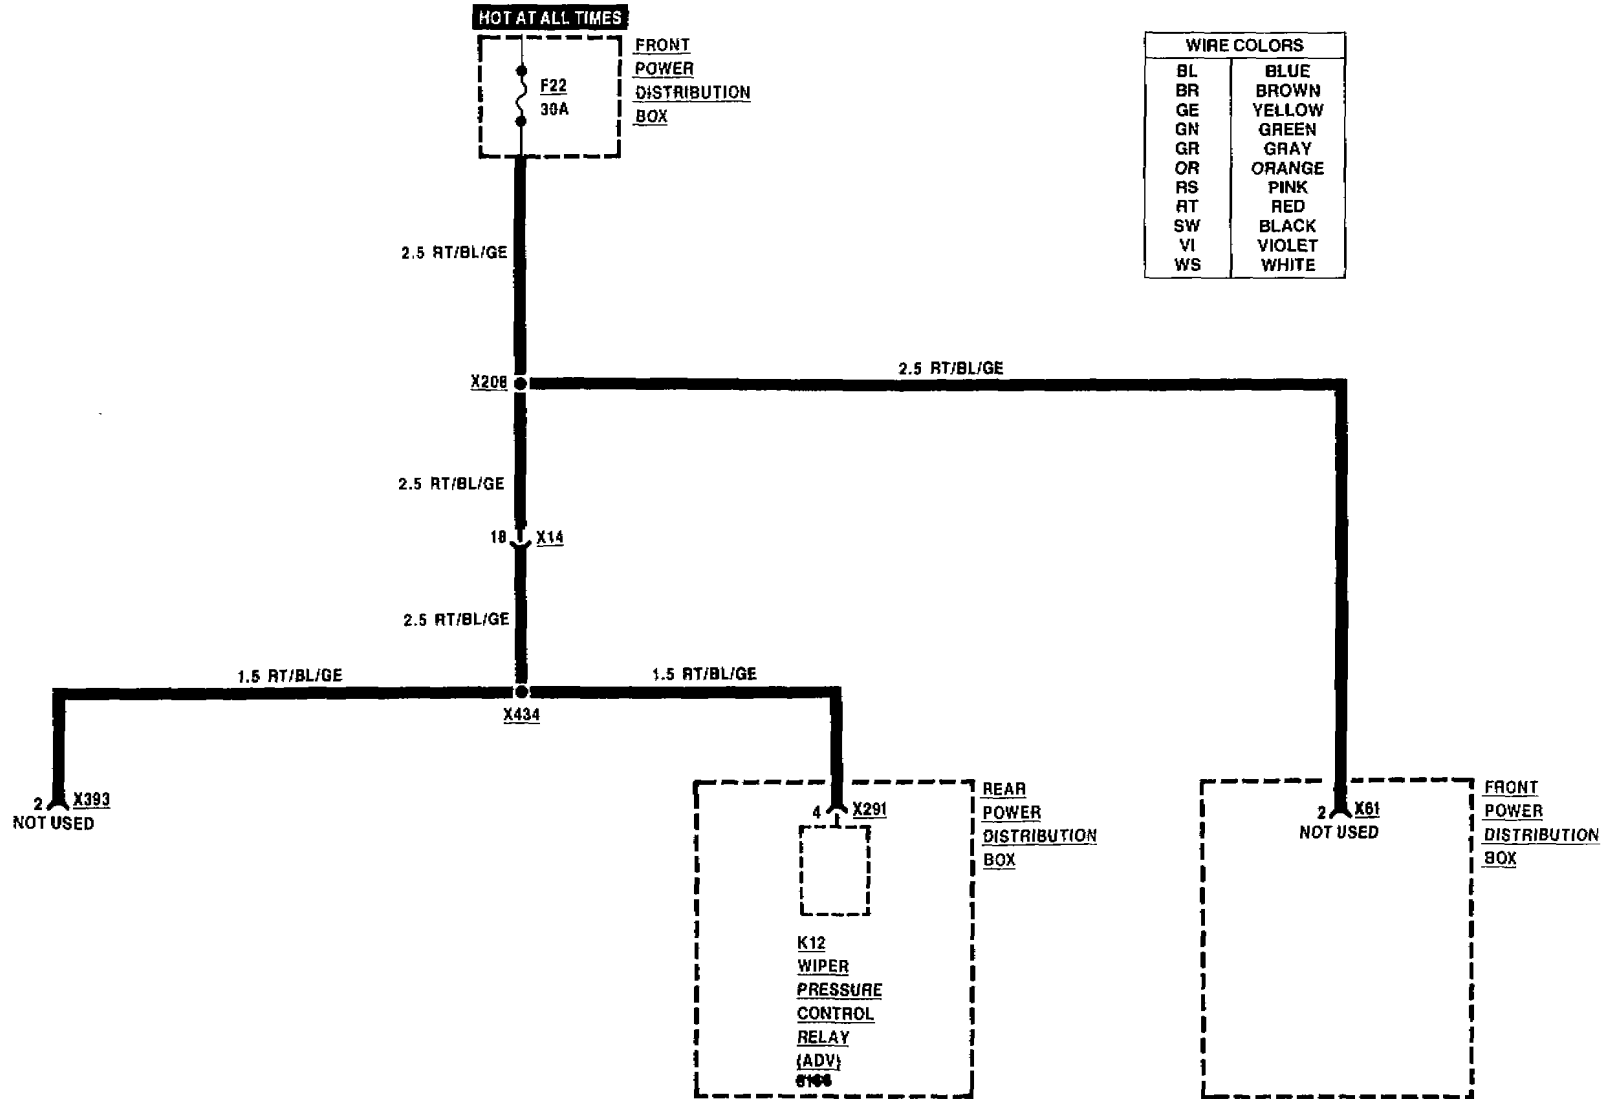 HOT AT ALL TIMES
FRONT
POWER
DISTRIBUTION
BOX
F22
30A
WIRE COLORS
BL BLUE
BR BROWN
GE YELLOW
GN GREEN
GR GRAY
OR ORANGE
RS PINK
RT RED
SW BLACK
VI VIOLET
WS WHITE
2.5 RT/BL/GE
X208
2.5 RT/BL/GE
2.5 RT/BL/GE
18 X14
2.5 RT/BL/GE
1.5 RT/BL/GE
1.5 RT/BL/GE
X434
2 X393
NOT USED
4 X291
REAR
POWER
DISTRIBUTION
BOX
K12
WIPER
PRESSURE
CONTROL
RELAY
(ADV)
2 X61
NOT USED
FRONT
POWER
DISTRIBUTION
BOX